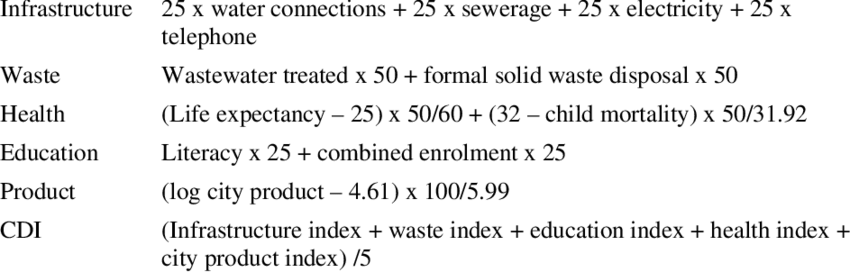 Infrastructure 25 x water connections + 25 x sewerage + 25 x electricity + 25 x
telephone
Waste Wastewater treated x 50 + formal solid waste disposal x 50
Health (Life expectancy – 25) x 50/60 + (32 – child mortality) x 50/31.92
Education Literacy x 25 + combined enrolment x 25
Product (log city product – 4.61) x 100/5.99
CDI (Infrastructure index + waste index + education index + health index +
city product index) /5